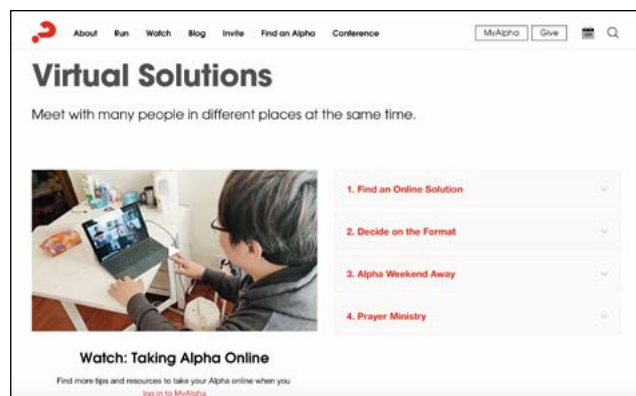 About Run Watch Blog Invite Find an Alpha Conference MyAlpha Give
Virtual Solutions
Meet with many people in different places at the same time.
1. Find an Online Solution
2. Decide on the Format
3. Alpha Weekend Away
4. Prayer Ministry
Watch: Taking Alpha Online
Find more tips and resources to take your Alpha online when you
log in to MyAlpha